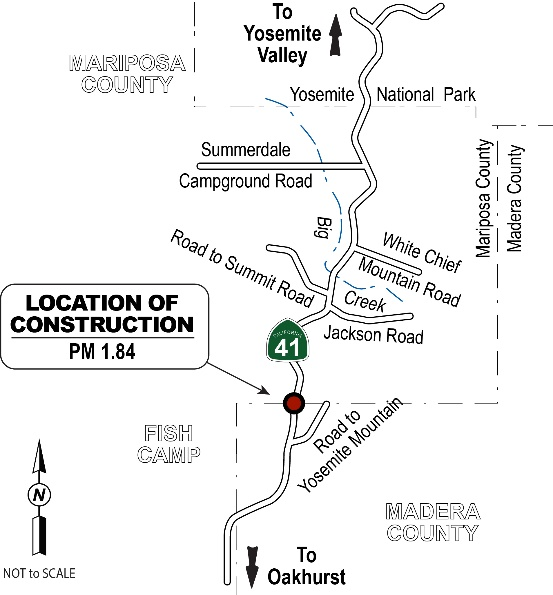 To
Yosemite
Valley
MARIPOSA
COUNTY
Yosemite National Park
Summerdale
Campground Road
Mariposa County
Madera County
Big
Creek
White Chief
Mountain Road
Road to Summit Road
Jackson Road
LOCATION OF
CONSTRUCTION
PM 1.84
CALIFORNIA
41
Road to
Yosemite Mountain
FISH
CAMP
MADERA
COUNTY
N
NOT to SCALE
To
Oakhurst